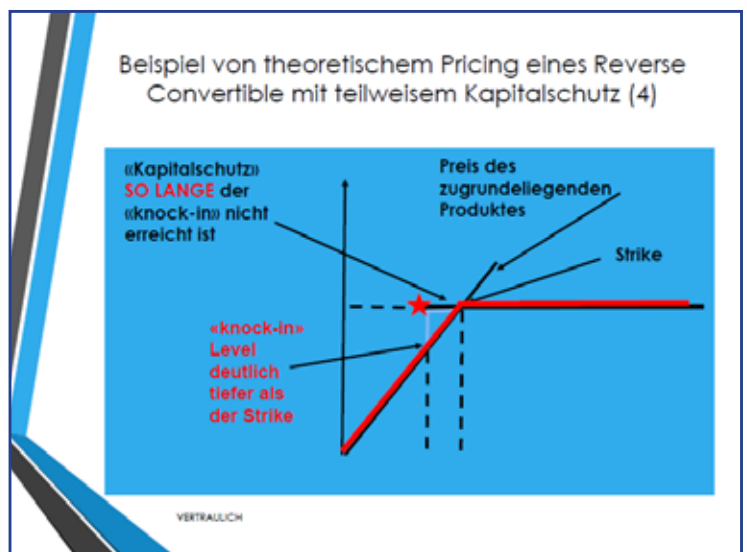 Beispiel von theoretischem Pricing eines Reverse
Convertible mit teilweisem Kapitalschutz (4)
«Kapitalschutz»
SO LANGE der
«knock-in» nicht
erreicht ist
Preis des
zugrundeliegenden
Produktes
Strike
«knock-in»
Level
deutlich
tiefer als
der Strike
VERTRAULICH